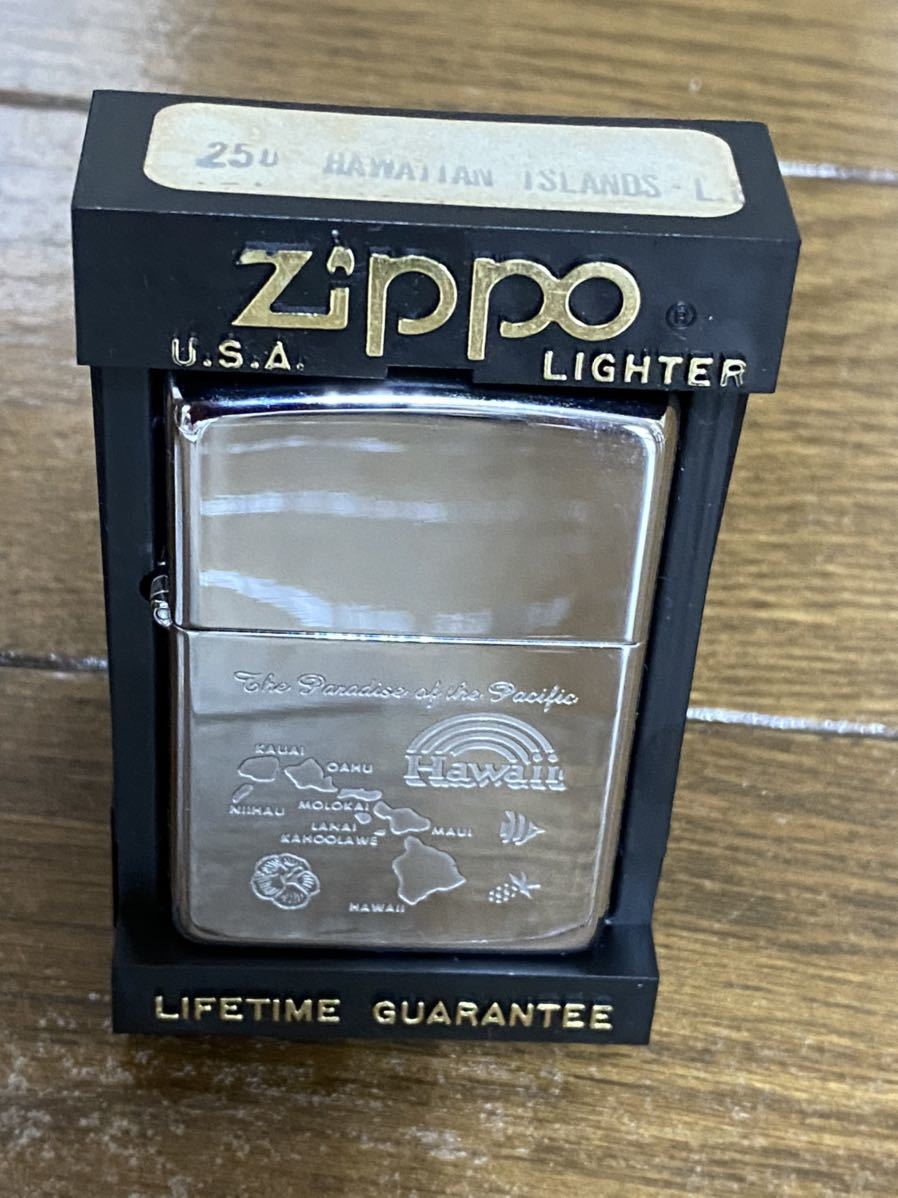 250 HAWAIIAN ISLANDS-L
Zippo ®
U.S.A. LIGHTER
The Paradise of the Pacific
Hawaii
KAUAI
OAHU
NIIHAU
MOLOKAI
LANAI
MAUI
KAHOOLAWE
HAWAII
LIFETIME GUARANTEE